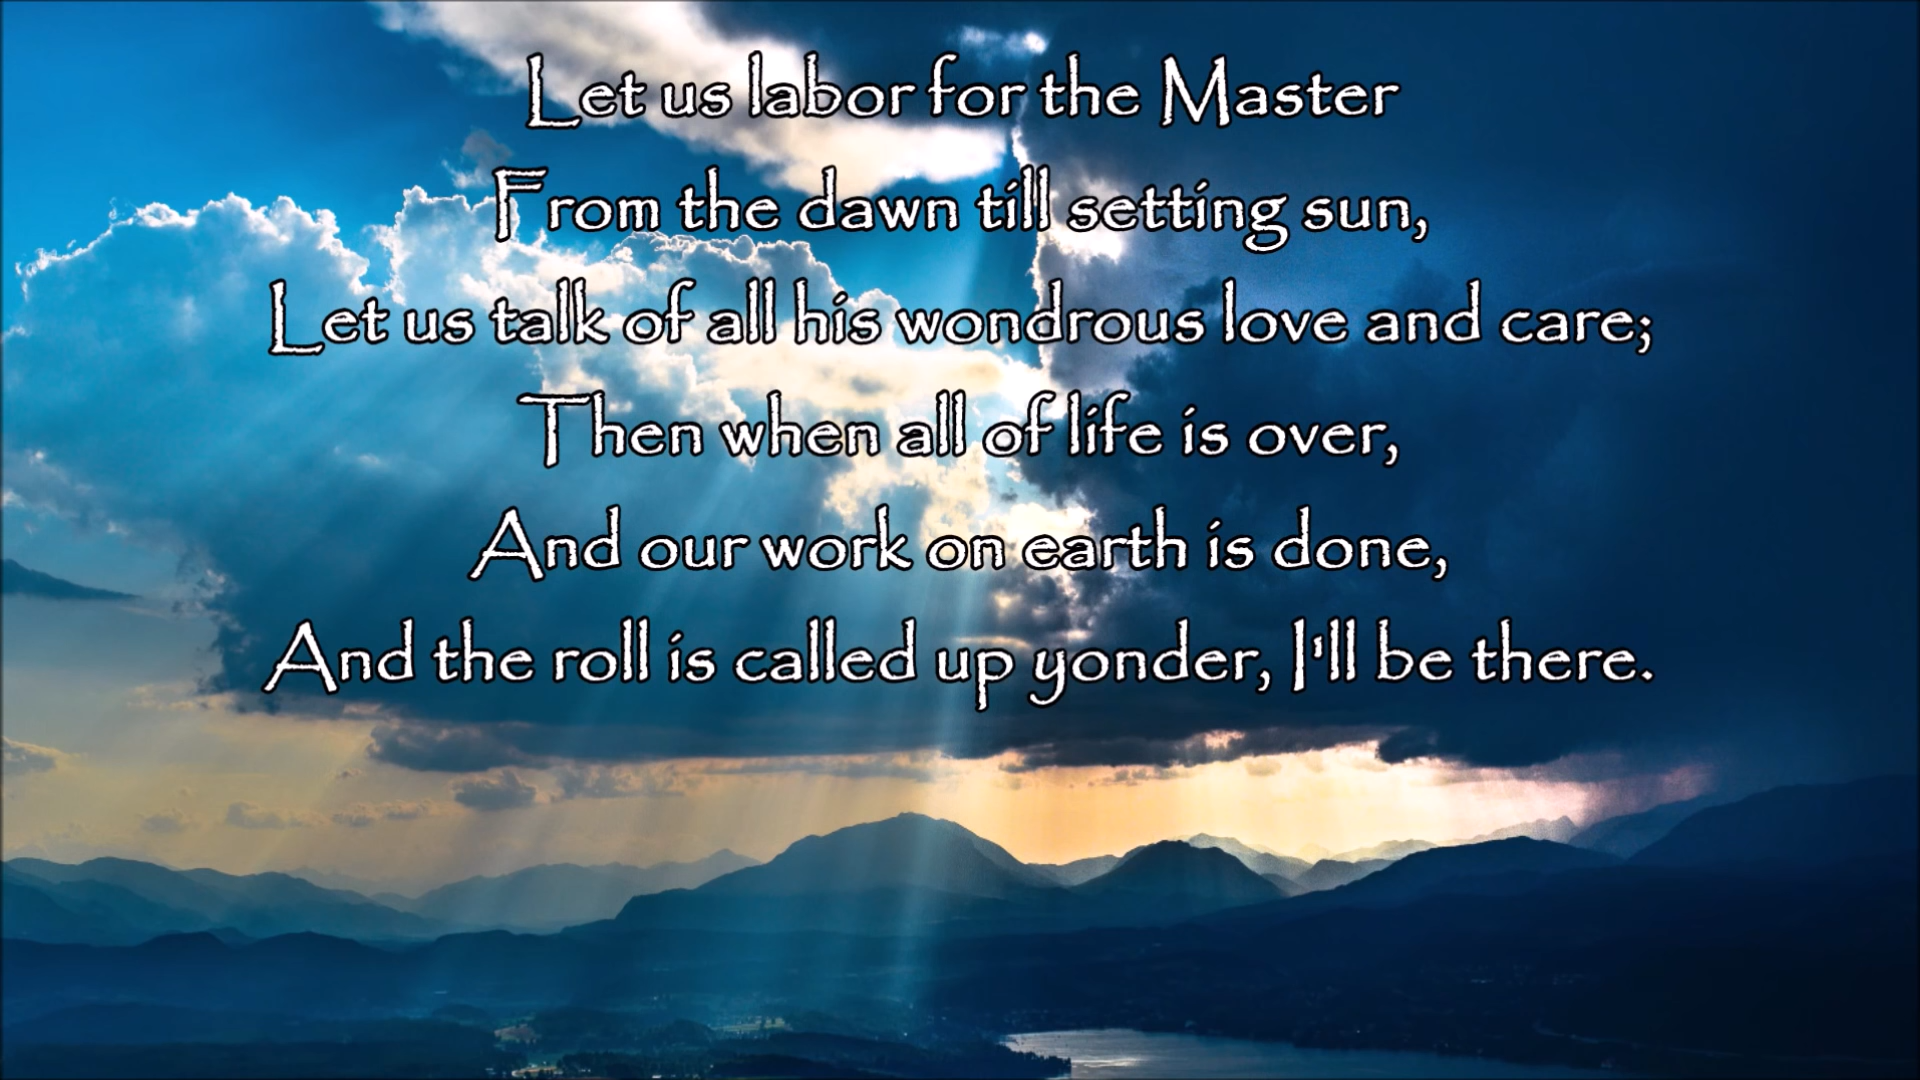 Let us labor for the Master
From the dawn till setting sun,
Let us talk of all his wondrous love and care;
Then when all of life is over,
And our work on earth is done,
And the roll is called up yonder, I'll be there.